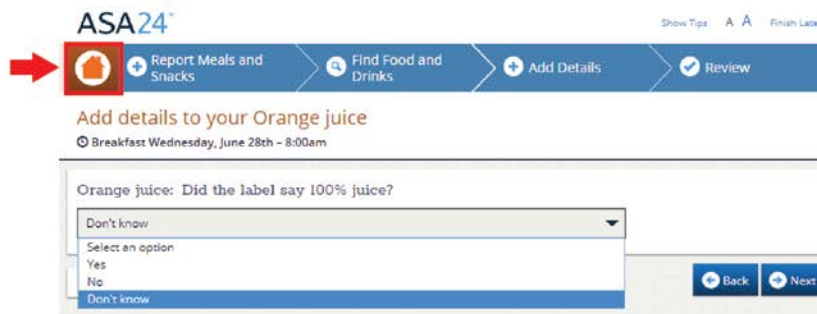 ASA24®
Show Tips A A Finish Late
Report Meals and
Snacks
Find Food and
Drinks
Add Details
Review
Add details to your Orange juice
Breakfast Wednesday, June 28th – 8:00am
Orange juice: Did the label say 100% juice?
Don't know
Select an option
Yes
No
Don't know
Back Next